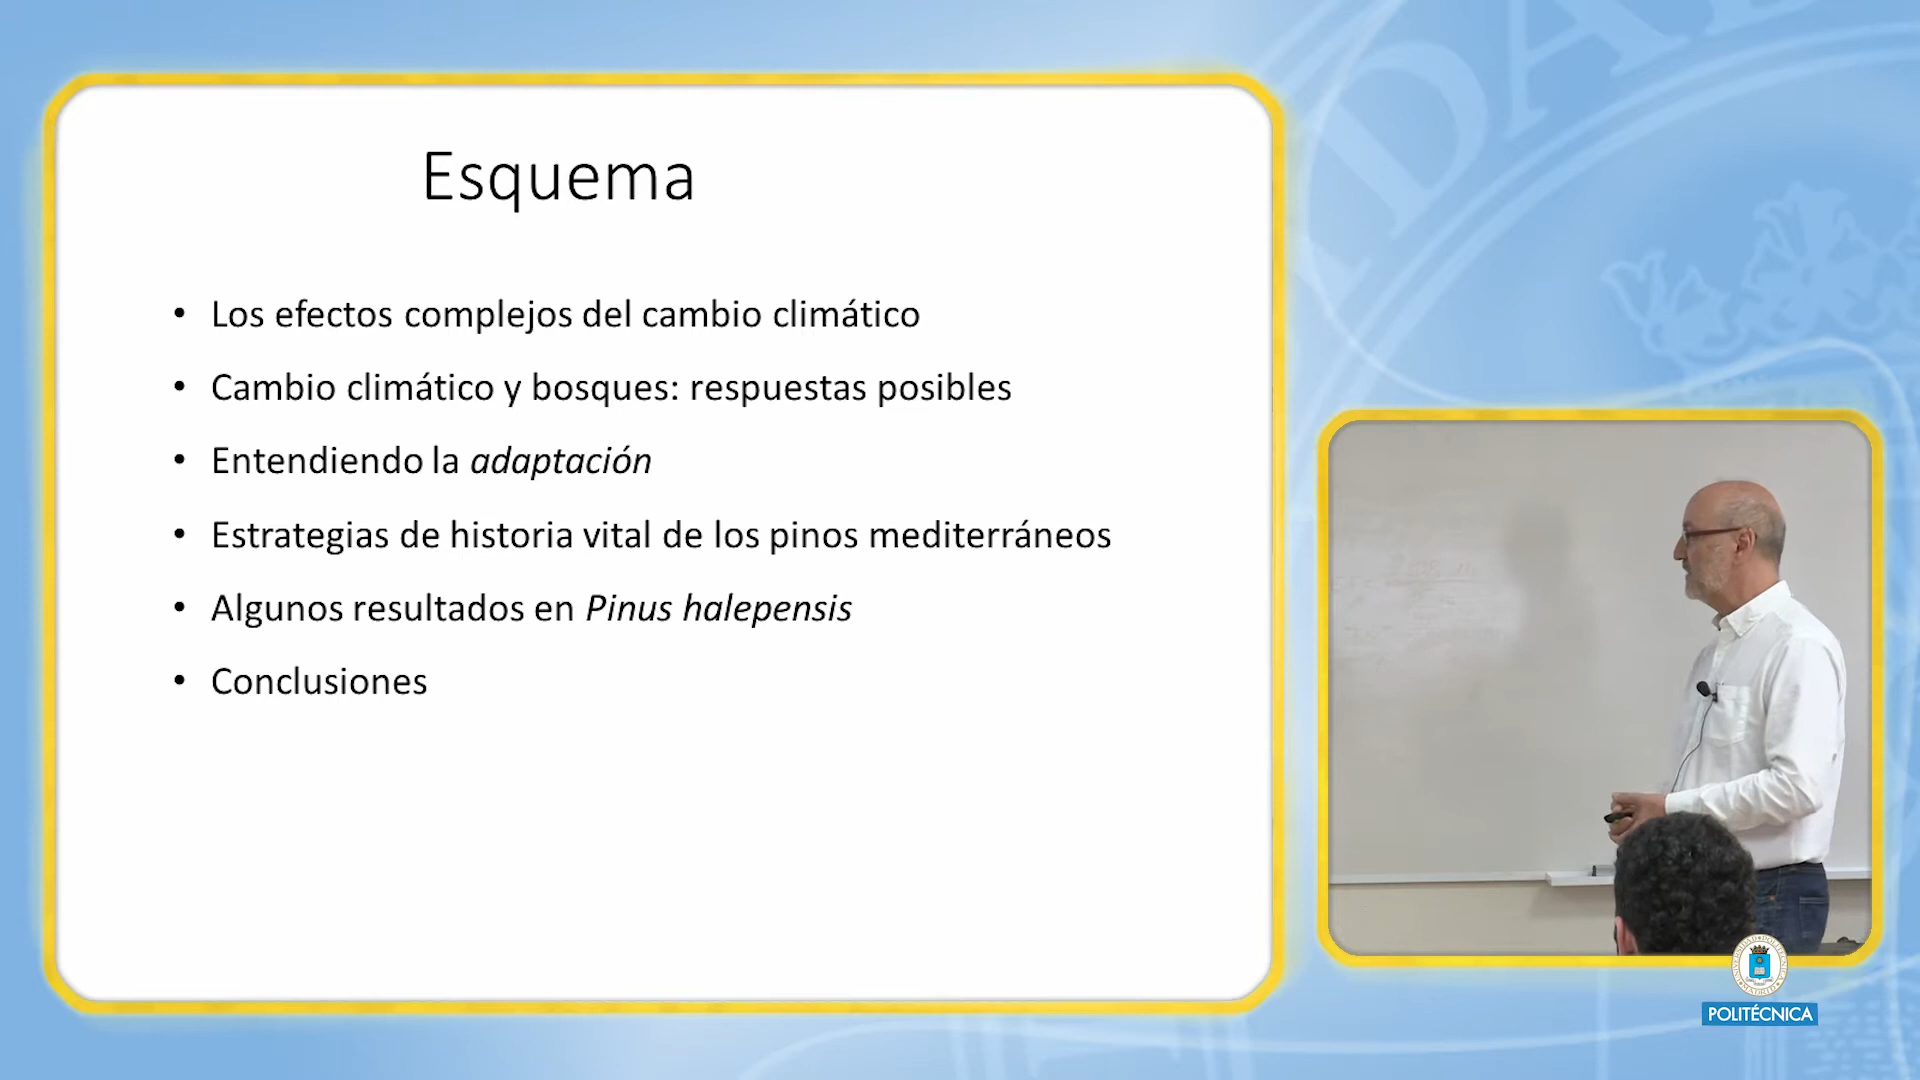 Esquema
• Los efectos complejos del cambio climático
• Cambio climático y bosques: respuestas posibles
• Entendiendo la adaptación
• Estrategias de historia vital de los pinos mediterráneos
• Algunos resultados en Pinus halepensis
• Conclusiones
POLITÉCNICA